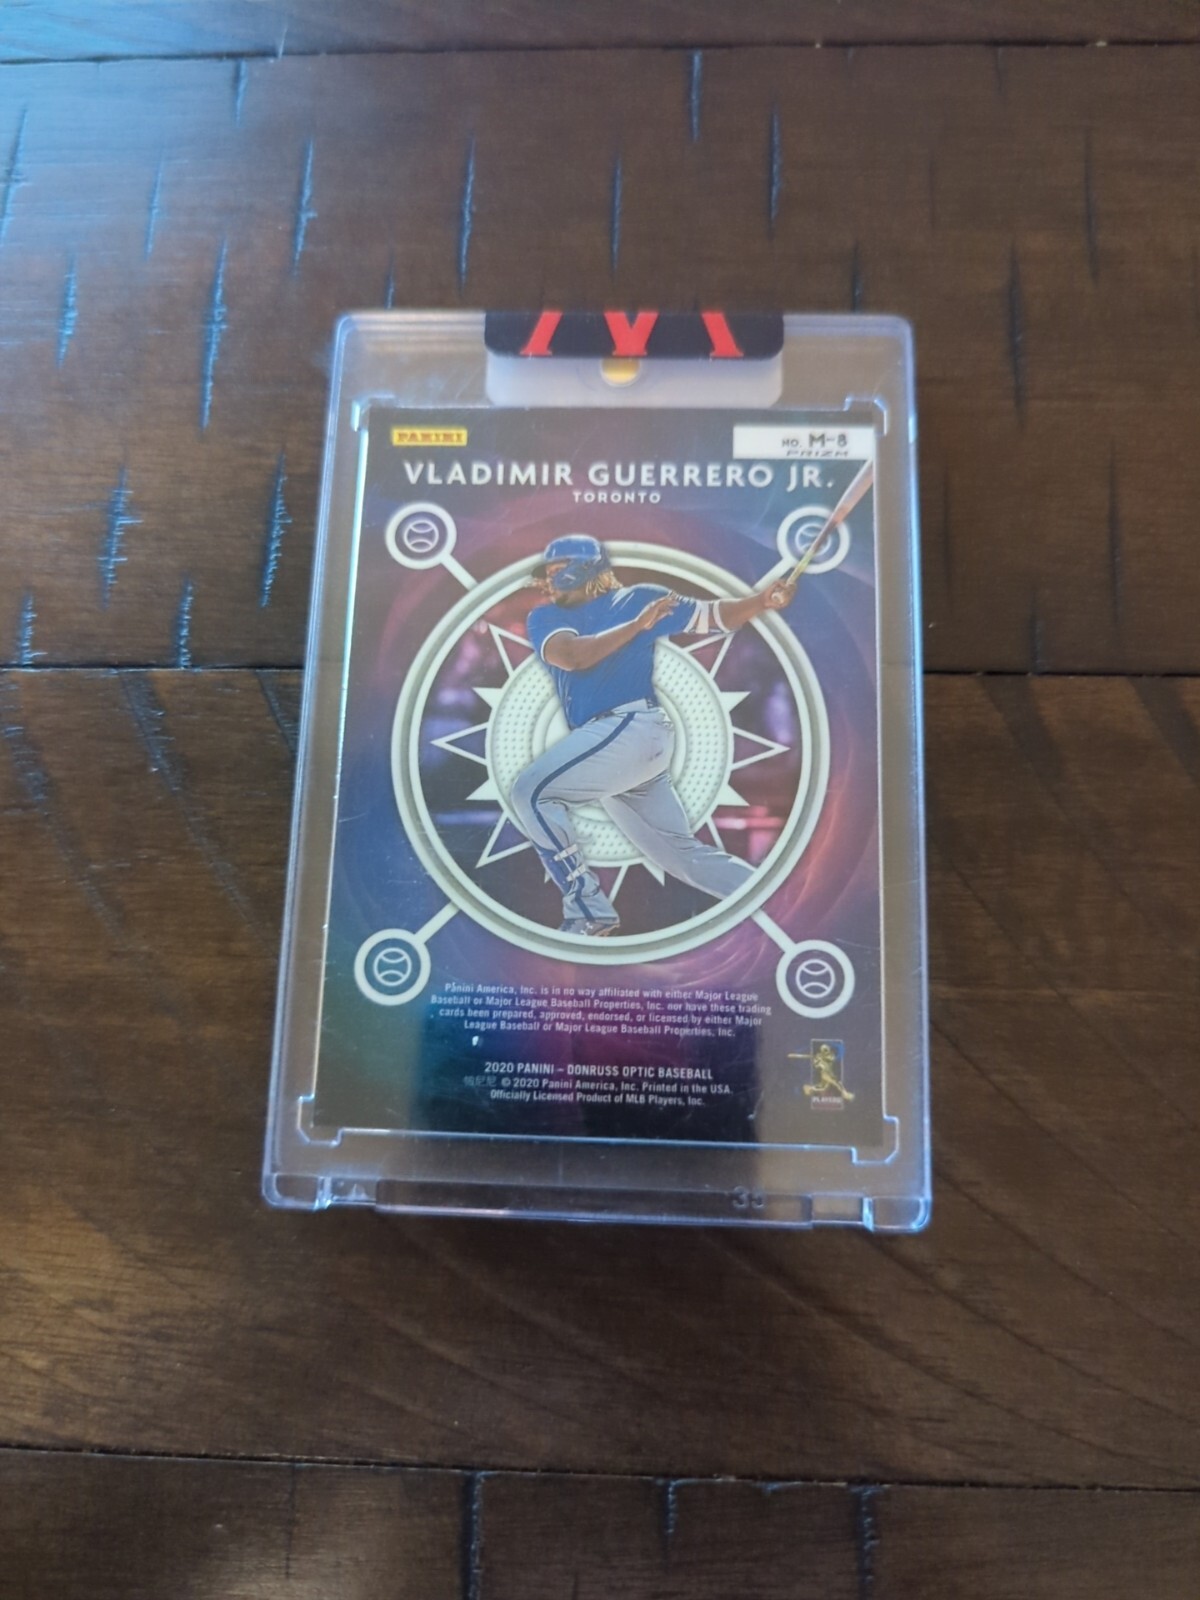 PANINI
NO. M-8
PRIZM
VLADIMIR GUERRERO JR.
TORONTO
Panini America, Inc. is in no way affiliated with either Major League
Baseball or Major League Baseball Properties, Inc. nor have these trading
cards been prepared, approved, endorsed, or licensed by either Major
League Baseball or Major League Baseball Properties, Inc.
2020 PANINI – DONRUSS OPTIC BASEBALL
© 2020 Panini America, Inc. Printed in the USA.
Officially Licensed Product of MLB Players, Inc.
PLAYERS
35